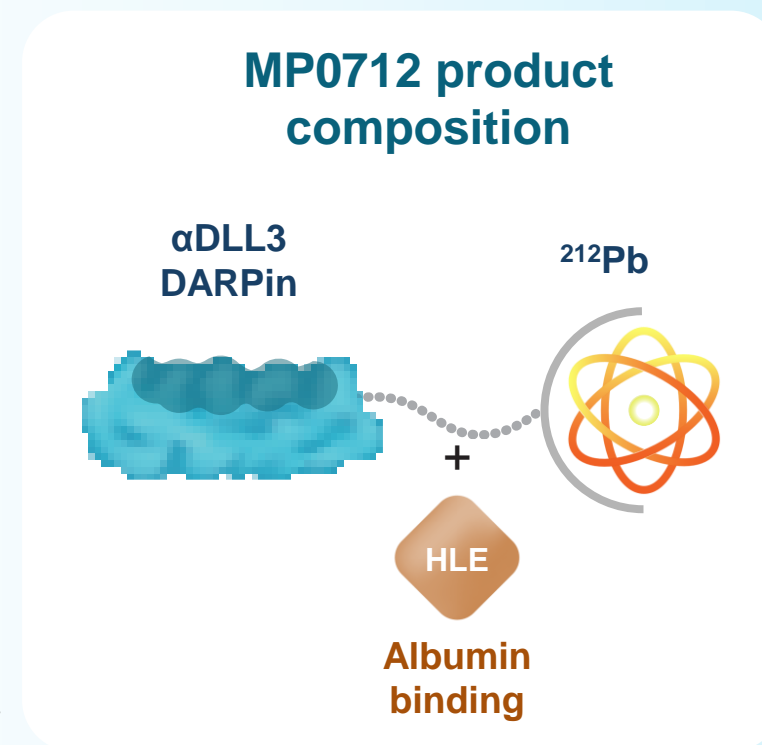 MP0712 product
composition
αDLL3
DARPin
²¹²Pb
+
HLE
Albumin
binding